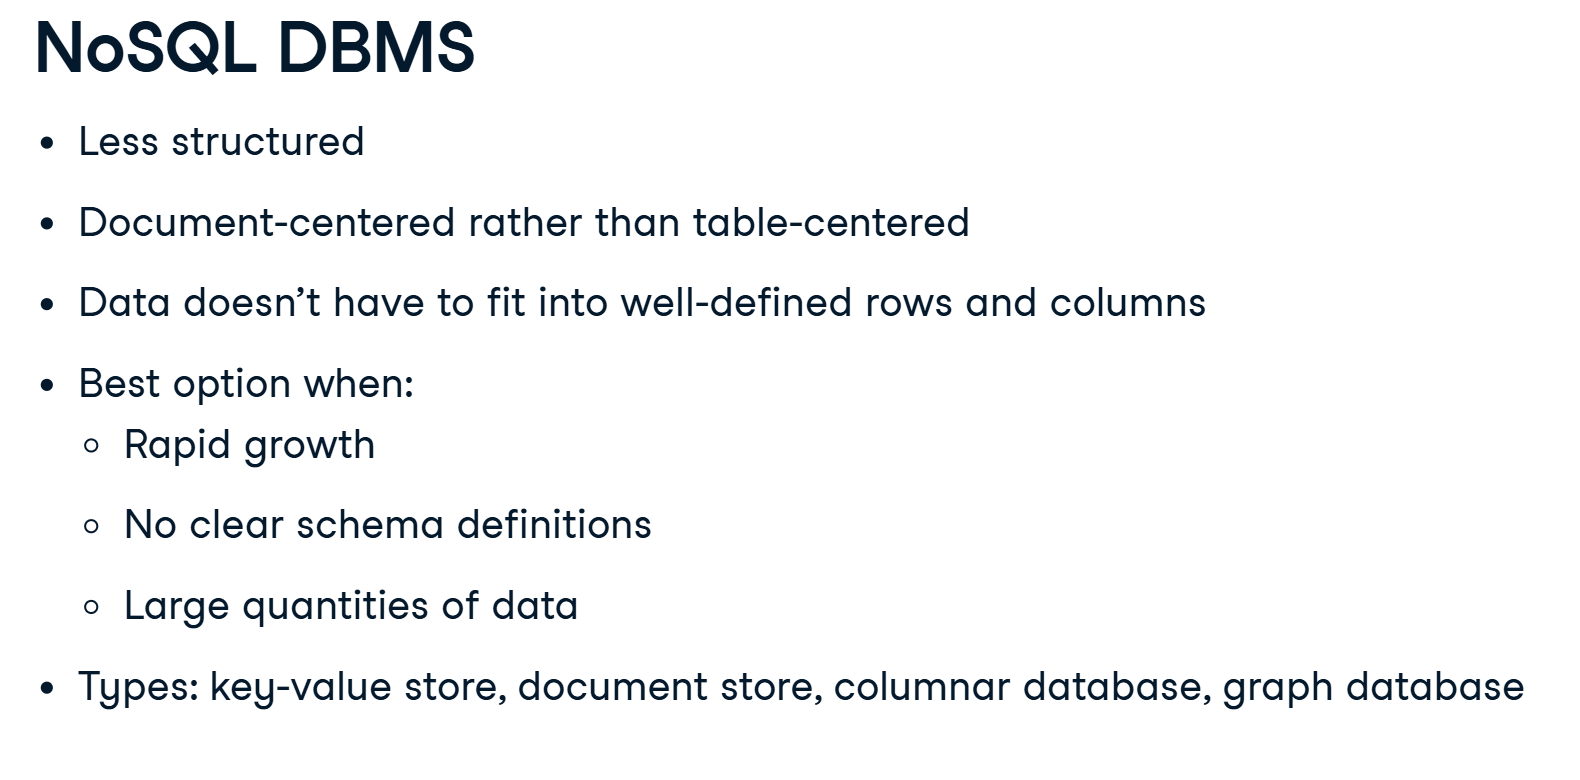 NoSQL DBMS
• Less structured
• Document-centered rather than table-centered
• Data doesn’t have to fit into well-defined rows and columns
• Best option when:
○ Rapid growth
○ No clear schema definitions
○ Large quantities of data
• Types: key-value store, document store, columnar database, graph database